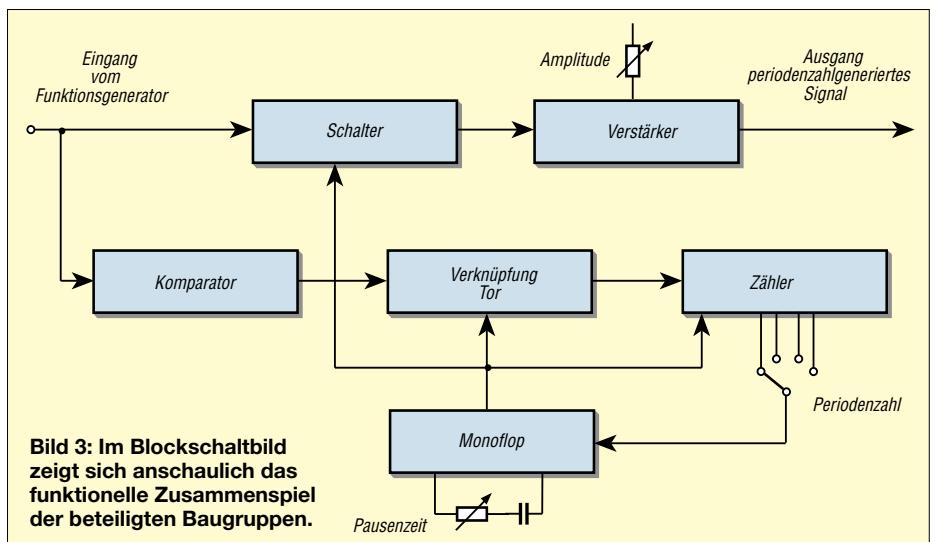 Eingang
vom
Funktionsgenerator
Amplitude
Ausgang
periodenzahlgeneriertes
Signal
Schalter
Verstärker
Komparator
Verknüpfung
Tor
Zähler
Periodenzahl
Monoflop
Pausenzeit
Bild 3: Im Blockschaltbild
zeigt sich anschaulich das
funktionelle Zusammenspiel
der beteiligten Baugruppen.